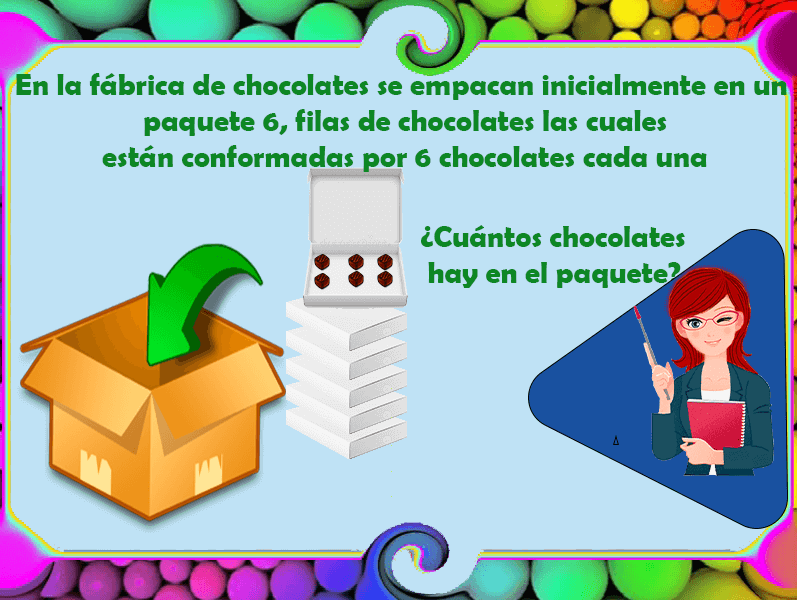 En la fábrica de chocolates se empacan inicialmente en un
paquete 6, filas de chocolates las cuales
están conformadas por 6 chocolates cada una
¿Cuántos chocolates
hay en el paquete?